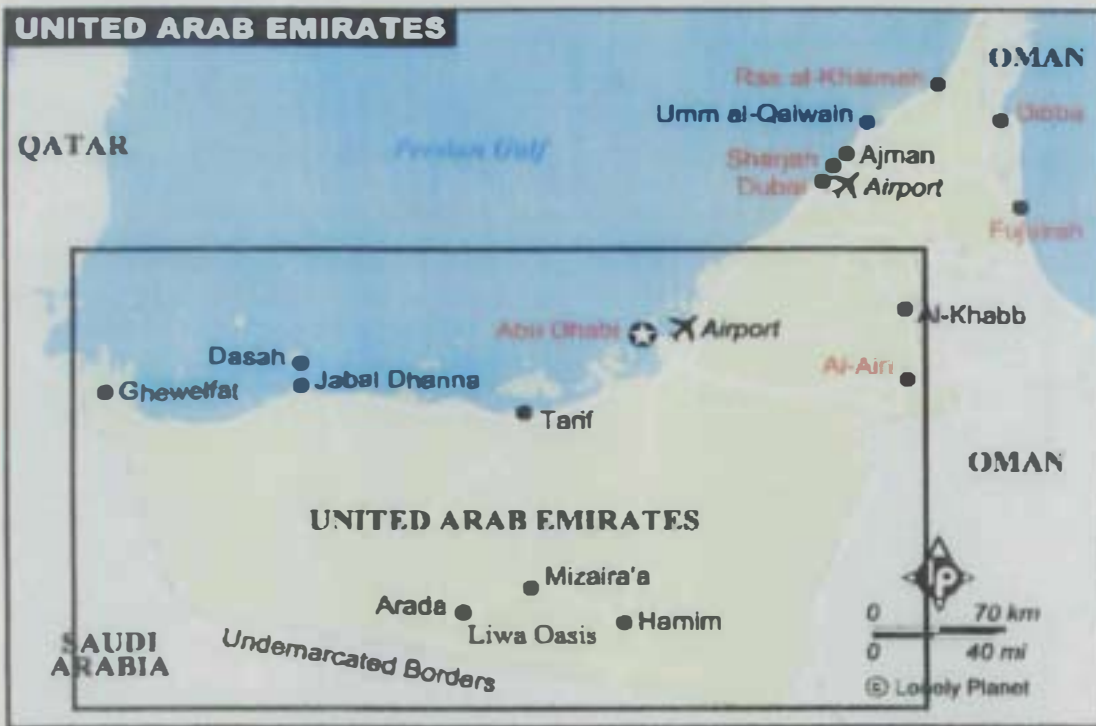 UNITED ARAB EMIRATES
OMAN
Ras al-Khaimah
Umm al-Qaiwain
Dibba
QATAR
Persian Gulf
Sharjah
Ajman
Dubai
Airport
Fujairah
Al-Khabb
Abu Dhabi
Airport
Dasah
Al-Ain
Gheweifat
Jabal Dhanna
Tarif
OMAN
UNITED ARAB EMIRATES
Mizaira'a
Arada
Liwa Oasis
Hamim
lp
0 70 km
0 40 mi
SAUDI
ARABIA
Undemarcated Borders
© Lonely Planet